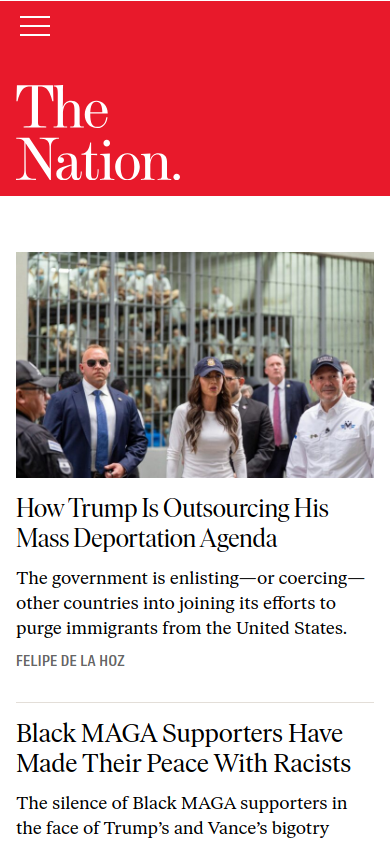 The
Nation.
How Trump Is Outsourcing His
Mass Deportation Agenda
The government is enlisting—or coercing—
other countries into joining its efforts to
purge immigrants from the United States.
FELIPE DE LA HOZ
Black MAGA Supporters Have
Made Their Peace With Racists
The silence of Black MAGA supporters in
the face of Trump’s and Vance’s bigotry